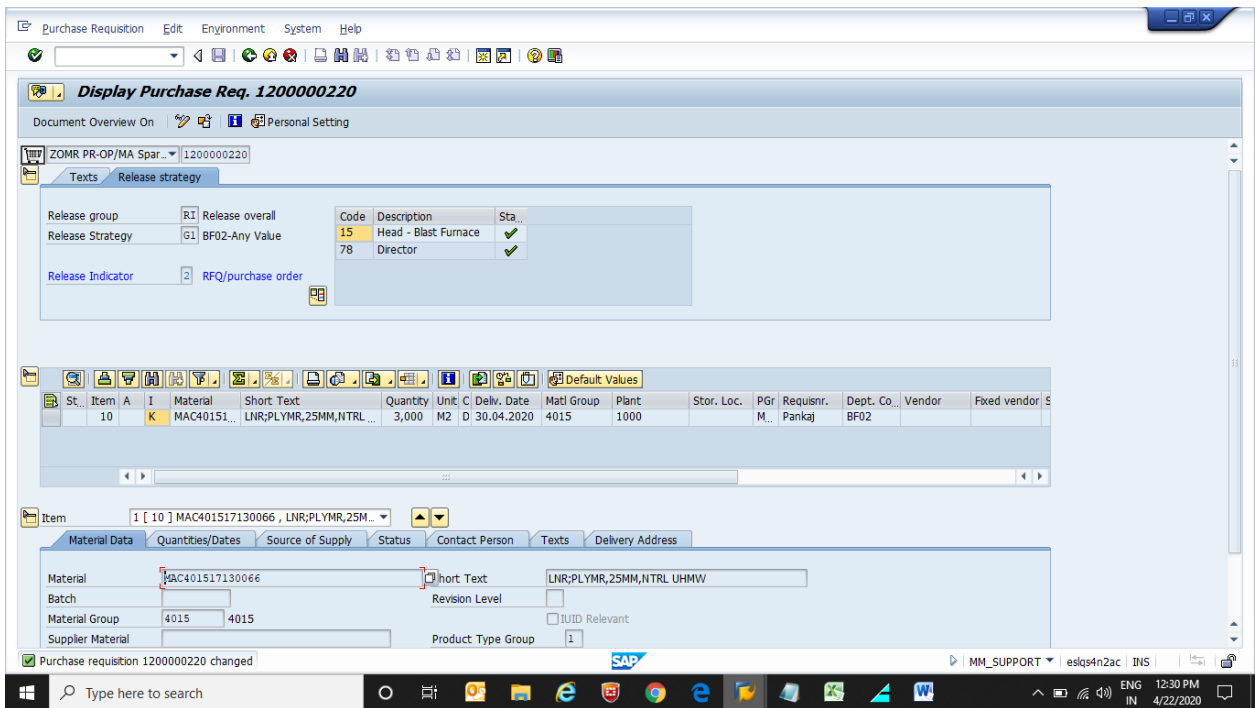 Purchase Requisition Edit Environment System Help
Display Purchase Req. 1200000220
Document Overview On Personal Setting
ZOMR PR-OP/MA Spar... 1200000220
Texts Release strategy
Release group RI Release overall Code Description Sta...
Release Strategy G1 BF02-Any Value 15 Head - Blast Furnace
78 Director
Release Indicator 2 RFQ/purchase order
Default Values
St... Item A I Material Short Text Quantity Unit C Deliv. Date Matl Group Plant Stor. Loc. PGr Requisnr. Dept. Co... Vendor Fixed vendor S
10 K MAC40151... LNR;PLYMR,25MM,NTRL ... 3,000 M2 D 30.04.2020 4015 1000 M... Pankaj BF02
Item 1 [ 10 ] MAC401517130066 , LNR;PLYMR,25M...
Material Data Quantities/Dates Source of Supply Status Contact Person Texts Delivery Address
Material MAC401517130066 hort Text LNR;PLYMR,25MM,NTRL UHMW
Batch Revision Level
Material Group 4015 4015 IUID Relevant
Supplier Material Product Type Group 1
Purchase requisition 1200000220 changed SAP MM_SUPPORT eslqs4n2ac INS
Type here to search ENG 12:30 PM
IN 4/22/2020